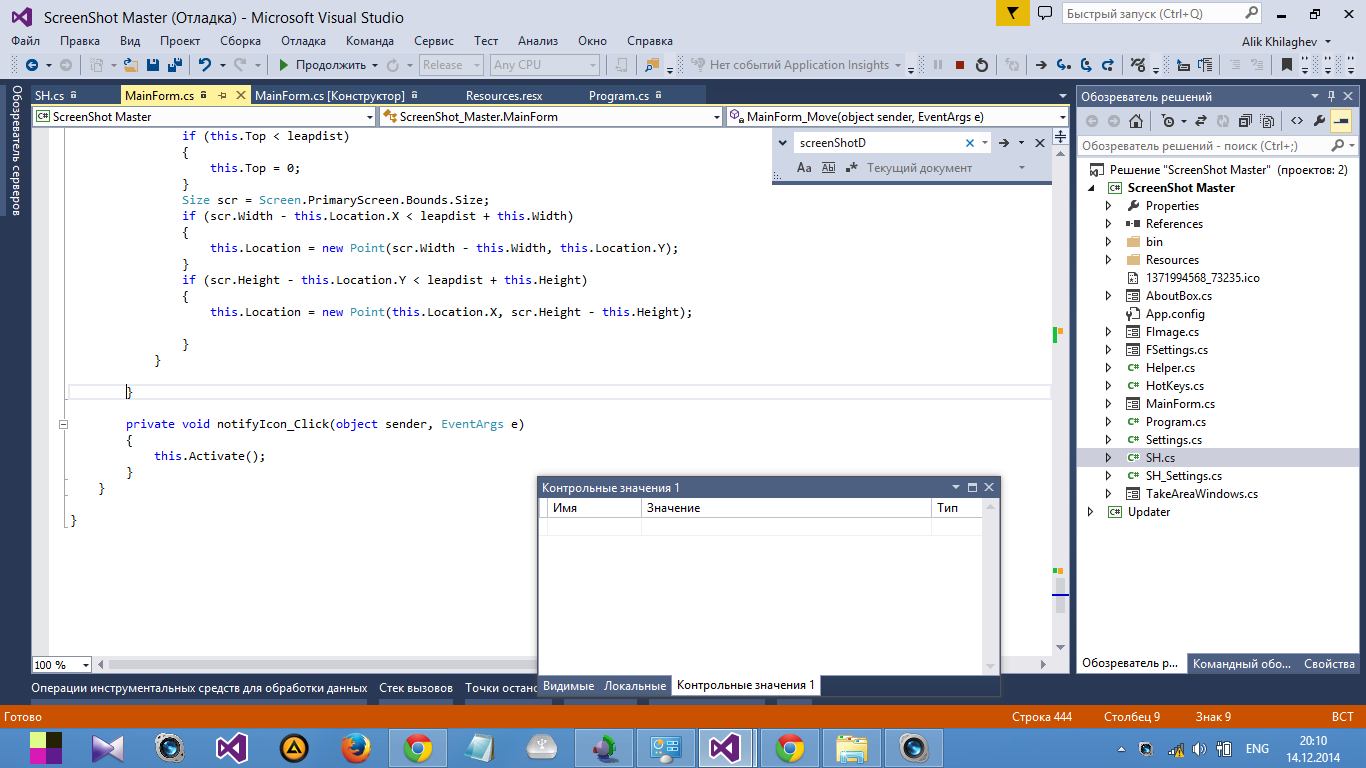 ScreenShot Master (Отладка) - Microsoft Visual Studio
Быстрый запуск (Ctrl+Q)
Файл Правка Вид Проект Сборка Отладка Команда Сервис Тест Анализ Окно Справка
Alik Khilaghev
Продолжить Release Any CPU Нет событий Application Insights
Обозреватель серверов
SH.cs MainForm.cs MainForm.cs [Конструктор] Resources.resx Program.cs
ScreenShot Master ScreenShot_Master.MainForm MainForm_Move(object sender, EventArgs e)
screenShotD
Aa Ab Текущий документ
if (this.Top < leapdist)
{
this.Top = 0;
}
Size scr = Screen.PrimaryScreen.Bounds.Size;
if (scr.Width - this.Location.X < leapdist + this.Width)
{
this.Location = new Point(scr.Width - this.Width, this.Location.Y);
}
if (scr.Height - this.Location.Y < leapdist + this.Height)
{
this.Location = new Point(this.Location.X, scr.Height - this.Height);
}
}
}
private void notifyIcon_Click(object sender, EventArgs e)
{
this.Activate();
}
}
}
100 %
Контрольные значения 1
Имя Значение Тип
Видимые Локальные Контрольные значения 1
Обозреватель решений
Обозреватель решений - поиск (Ctrl+;)
Решение "ScreenShot Master" (проектов: 2)
ScreenShot Master
Properties
References
bin
Resources
1371994568_73235.ico
AboutBox.cs
App.config
FImage.cs
FSettings.cs
Helper.cs
HotKeys.cs
MainForm.cs
Program.cs
Settings.cs
SH.cs
SH_Settings.cs
TakeAreaWindows.cs
Updater
Обозреватель р... Командный обо... Свойства
Операции инструментальных средств для обработки данных Стек вызовов Точки остано
Готово Строка 444 Столбец 9 Знак 9 ВСТ
ENG
20:10
14.12.2014